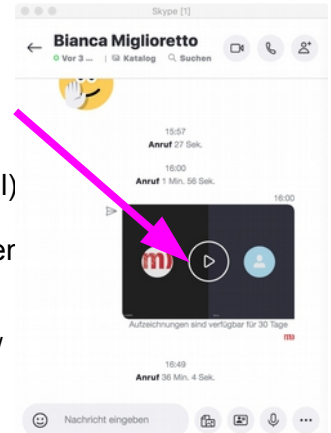 Skype [1]
Bianca Miglioretto
Vor 3 ... | Katalog Suchen
15:57
Anruf 27 Sek.
16:00
Anruf 1 Min. 56 Sek.
l)
16:00
er
m)
Aufzeichnungen sind verfügbar für 30 Tage
16:49
Anruf 36 Min. 4 Sek.
Nachricht eingeben